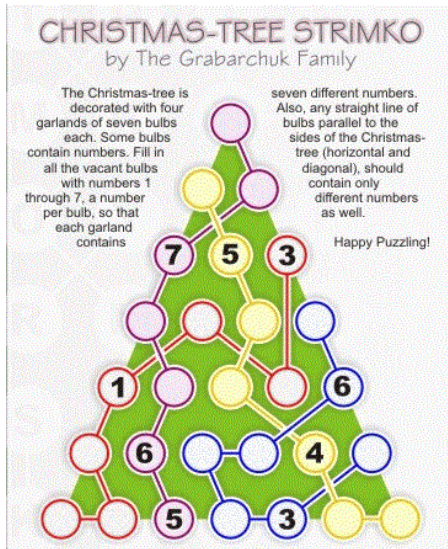 CHRISTMAS-TREE STRIMKO
by The Grabarchuk Family
The Christmas-tree is
decorated with four
garlands of seven bulbs
each. Some bulbs
contain numbers. Fill in
all the vacant bulbs
with numbers 1
through 7, a number
per bulb, so that
each garland
contains
seven different numbers.
Also, any straight line of
bulbs parallel to the
sides of the Christmas-
tree (horizontal and
diagonal), should
contain only
different numbers
as well.
Happy Puzzling!
7 5 3
1 6
6 4
5 3